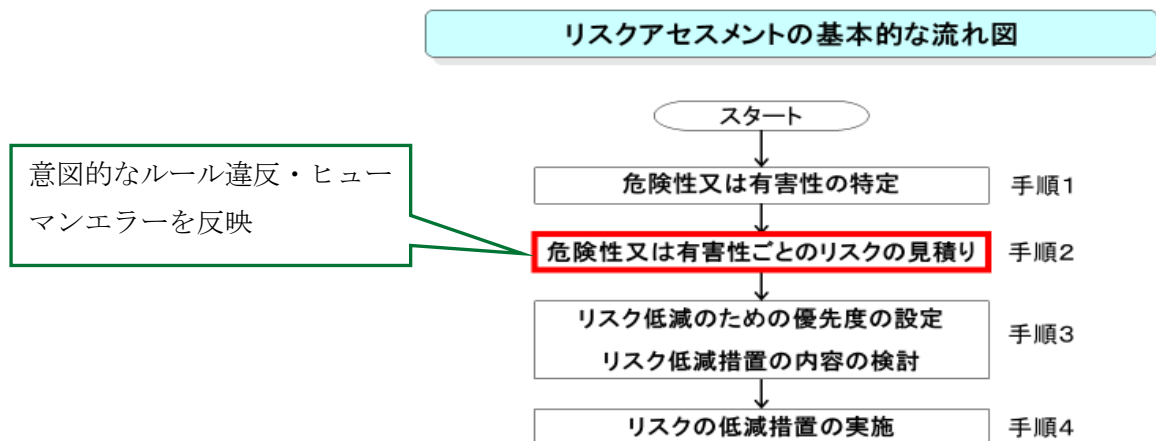 リスクアセスメントの基本的な流れ図
スタート
意図的なルール違反・ヒュー
マンエラーを反映
危険性又は有害性の特定
手順1
危険性又は有害性ごとのリスクの見積り
手順2
リスク低減のための優先度の設定
リスク低減措置の内容の検討
手順3
リスクの低減措置の実施
手順4